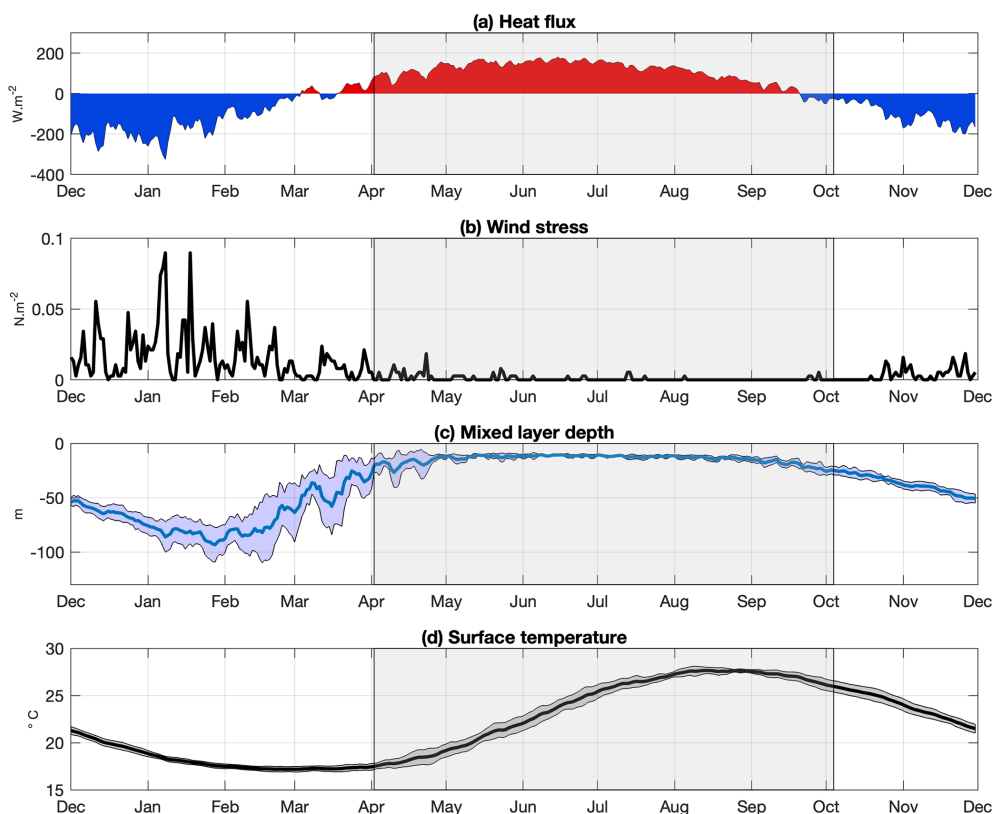 (a) Heat flux
200
0
-200
-400
W.m-2
Dec Jan Feb Mar Apr May Jun Jul Aug Sep Oct Nov Dec
(b) Wind stress
0.1
0.05
0
N.m-2
Dec Jan Feb Mar Apr May Jun Jul Aug Sep Oct Nov Dec
(c) Mixed layer depth
0
-50
-100
m
Dec Jan Feb Mar Apr May Jun Jul Aug Sep Oct Nov Dec
(d) Surface temperature
30
25
20
15
° C
Dec Jan Feb Mar Apr May Jun Jul Aug Sep Oct Nov Dec